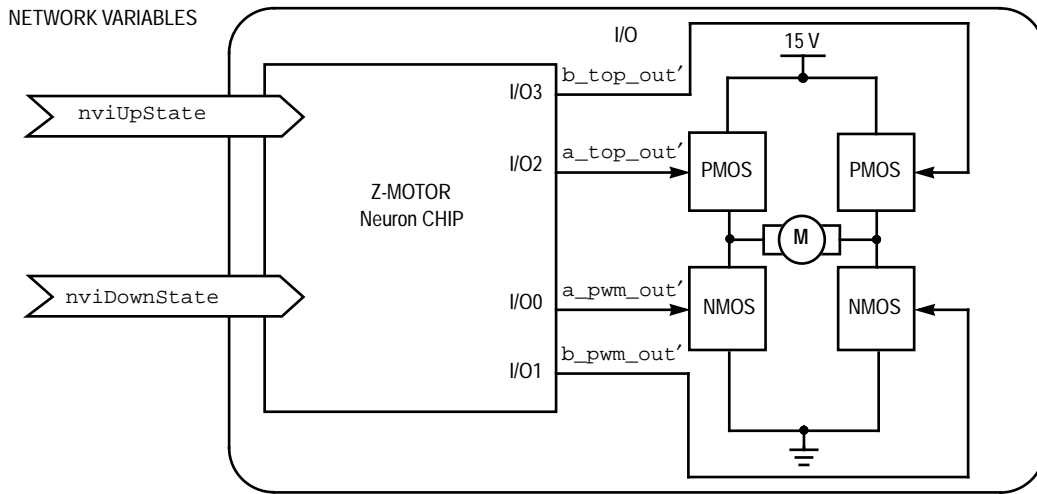 NETWORK VARIABLES
I/O
15 V
b_top_out′
I/O3
nviUpState
a_top_out′
I/O2
PMOS
PMOS
Z-MOTOR
Neuron CHIP
M
nviDownState
a_pwm_out′
I/O0
NMOS
NMOS
b_pwm_out′
I/O1